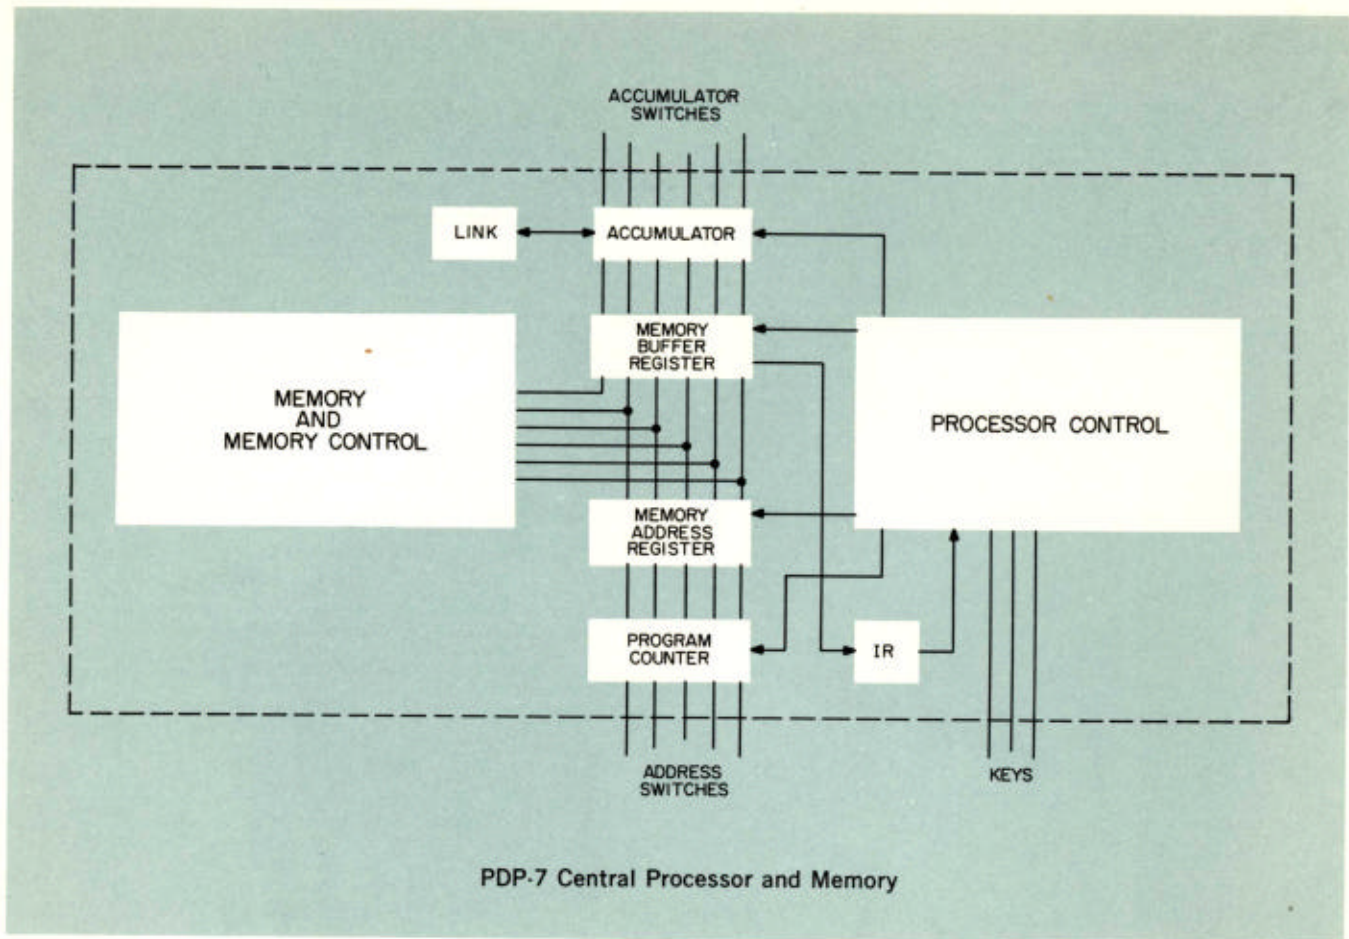 ACCUMULATOR
SWITCHES
LINK
ACCUMULATOR
MEMORY
BUFFER
REGISTER
MEMORY
AND
MEMORY CONTROL
PROCESSOR CONTROL
MEMORY
ADDRESS
REGISTER
PROGRAM
COUNTER
IR
ADDRESS
SWITCHES
KEYS
PDP-7 Central Processor and Memory